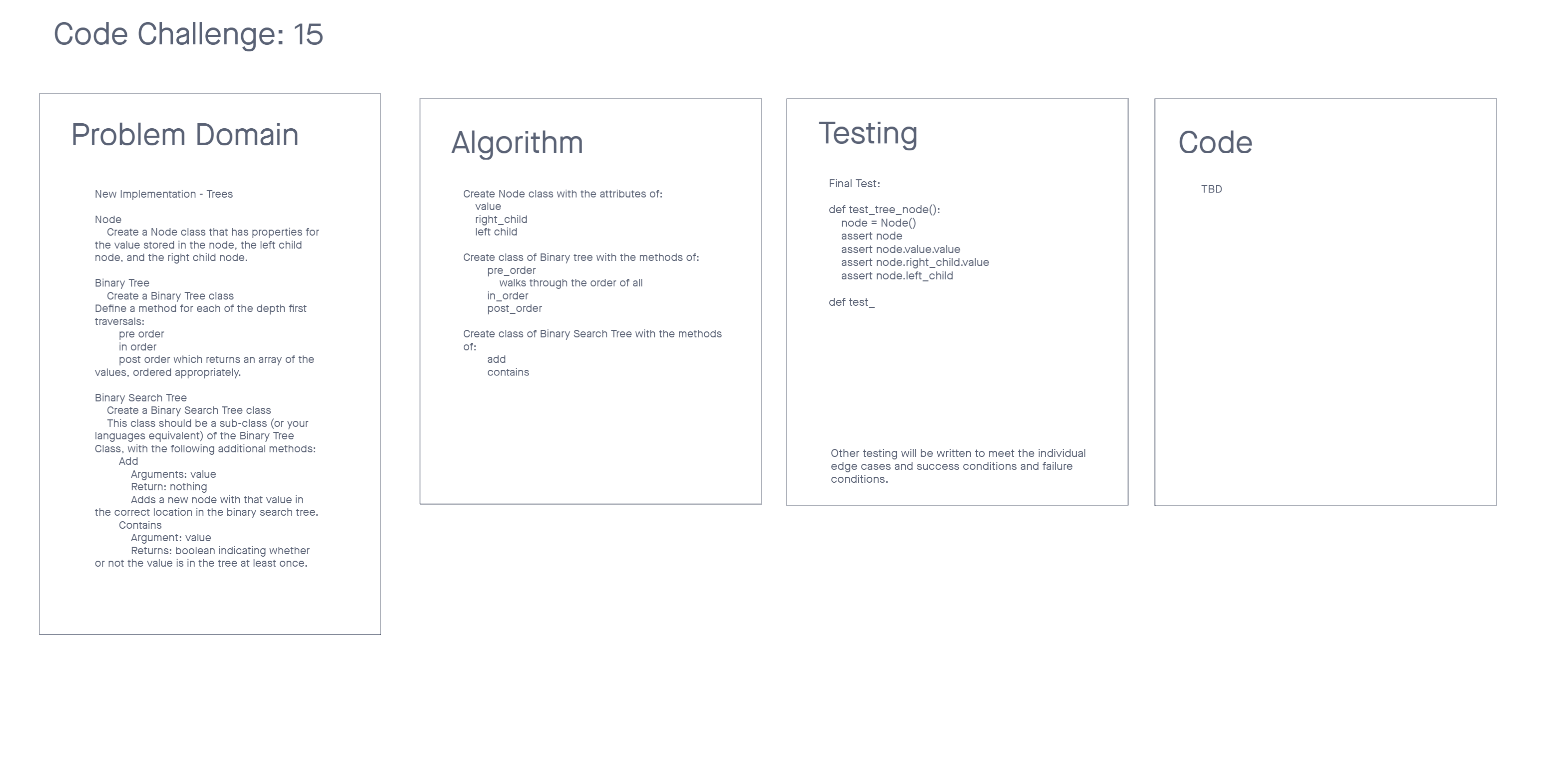 Code Challenge: 15
Problem Domain
New Implementation - Trees
Node
Create a Node class that has properties for
the value stored in the node, the left child
node, and the right child node.
Binary Tree
Create a Binary Tree class
Define a method for each of the depth first
traversals:
pre order
in order
post order which returns an array of the
values, ordered appropriately.
Binary Search Tree
Create a Binary Search Tree class
This class should be a sub-class (or your
languages equivalent) of the Binary Tree
Class, with the following additional methods:
Add
Arguments: value
Return: nothing
Adds a new node with that value in
the correct location in the binary search tree.
Contains
Argument: value
Returns: boolean indicating whether
or not the value is in the tree at least once.
Algorithm
Create Node class with the attributes of:
value
right_child
left child
Create class of Binary tree with the methods of:
pre_order
walks through the order of all
in_order
post_order
Create class of Binary Search Tree with the methods
of:
add
contains
Testing
Final Test:
def test_tree_node():
node = Node()
assert node
assert node.value.value
assert node.right_child.value
assert node.left_child
def test_
Other testing will be written to meet the individual
edge cases and success conditions and failure
conditions.
Code
TBD